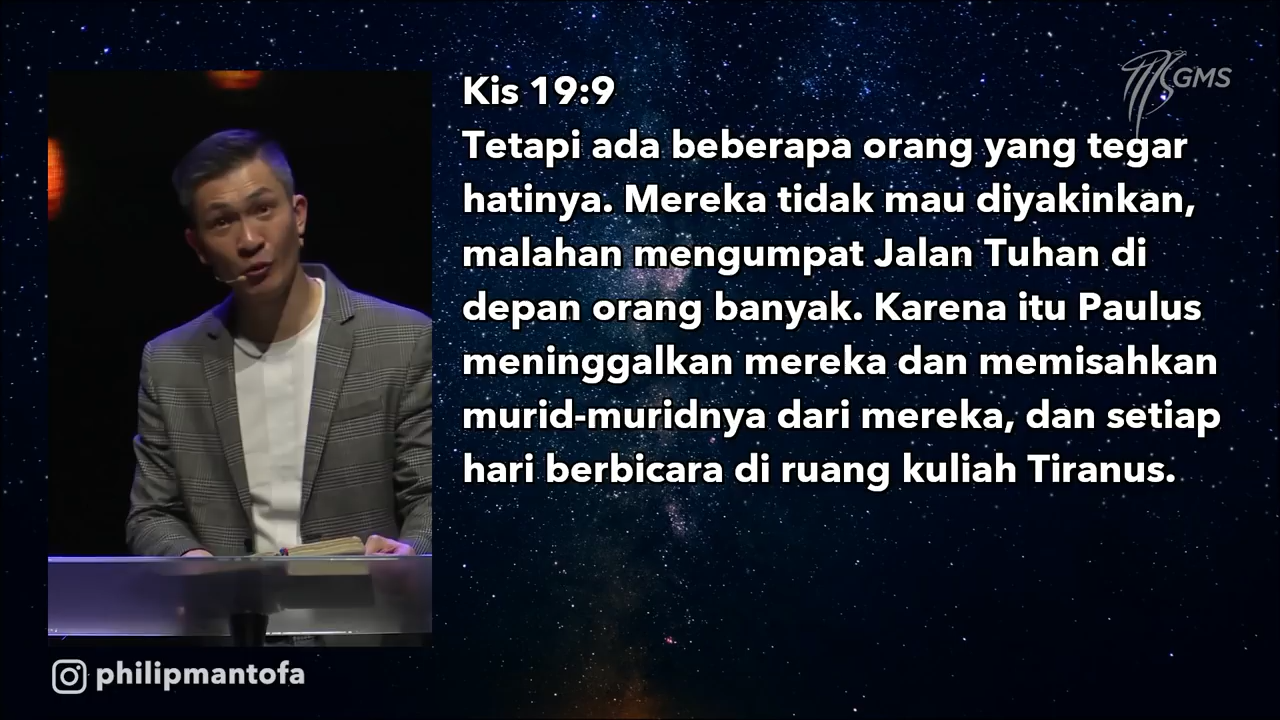 GMS
Kis 19:9
Tetapi ada beberapa orang yang tegar
hatinya. Mereka tidak mau diyakinkan,
malahan mengumpat Jalan Tuhan di
depan orang banyak. Karena itu Paulus
meninggalkan mereka dan memisahkan
murid-muridnya dari mereka, dan setiap
hari berbicara di ruang kuliah Tiranus.
philipmantofa